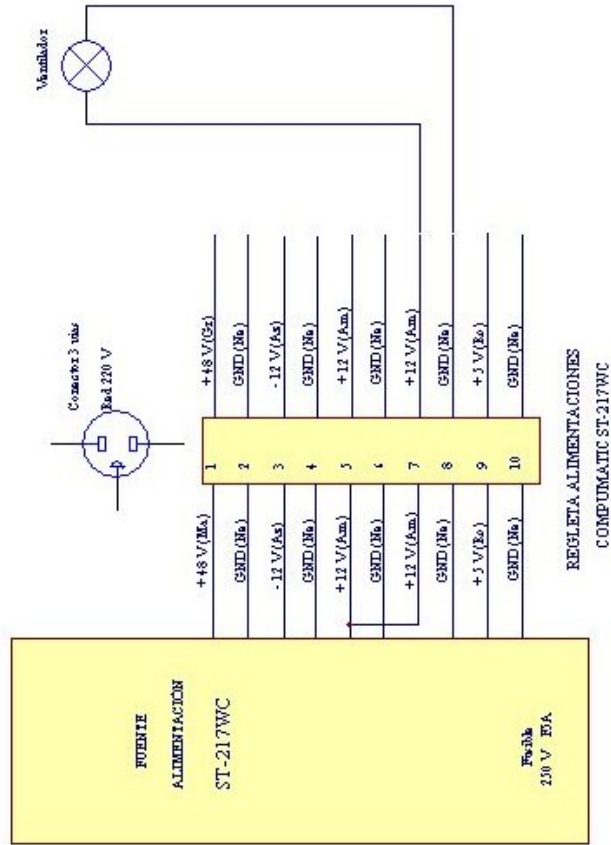 Ventilador
Conector 3 vias
Red 220 V
+48 V(Ma)
GND(Ne)
-12 V(As)
GND(Ne)
+12 V(Am)
GND(Ne)
+12 V(Am)
GND(Ne)
+5 V(Ro)
GND(Ne)
1
2
3
4
5
6
7
8
9
10
+48 V(Gr)
GND(Ne)
-12 V(As)
GND(Ne)
+12 V(Am)
GND(Ne)
+12 V(Am)
GND(Ne)
+5 V(Ro)
GND(Ne)
FUENTE
ALIMENTACIÓN
ST-217WC
Fusible
250 V F5A
REGLETA ALIMENTACIONES
COMPUMATIC ST-217WC